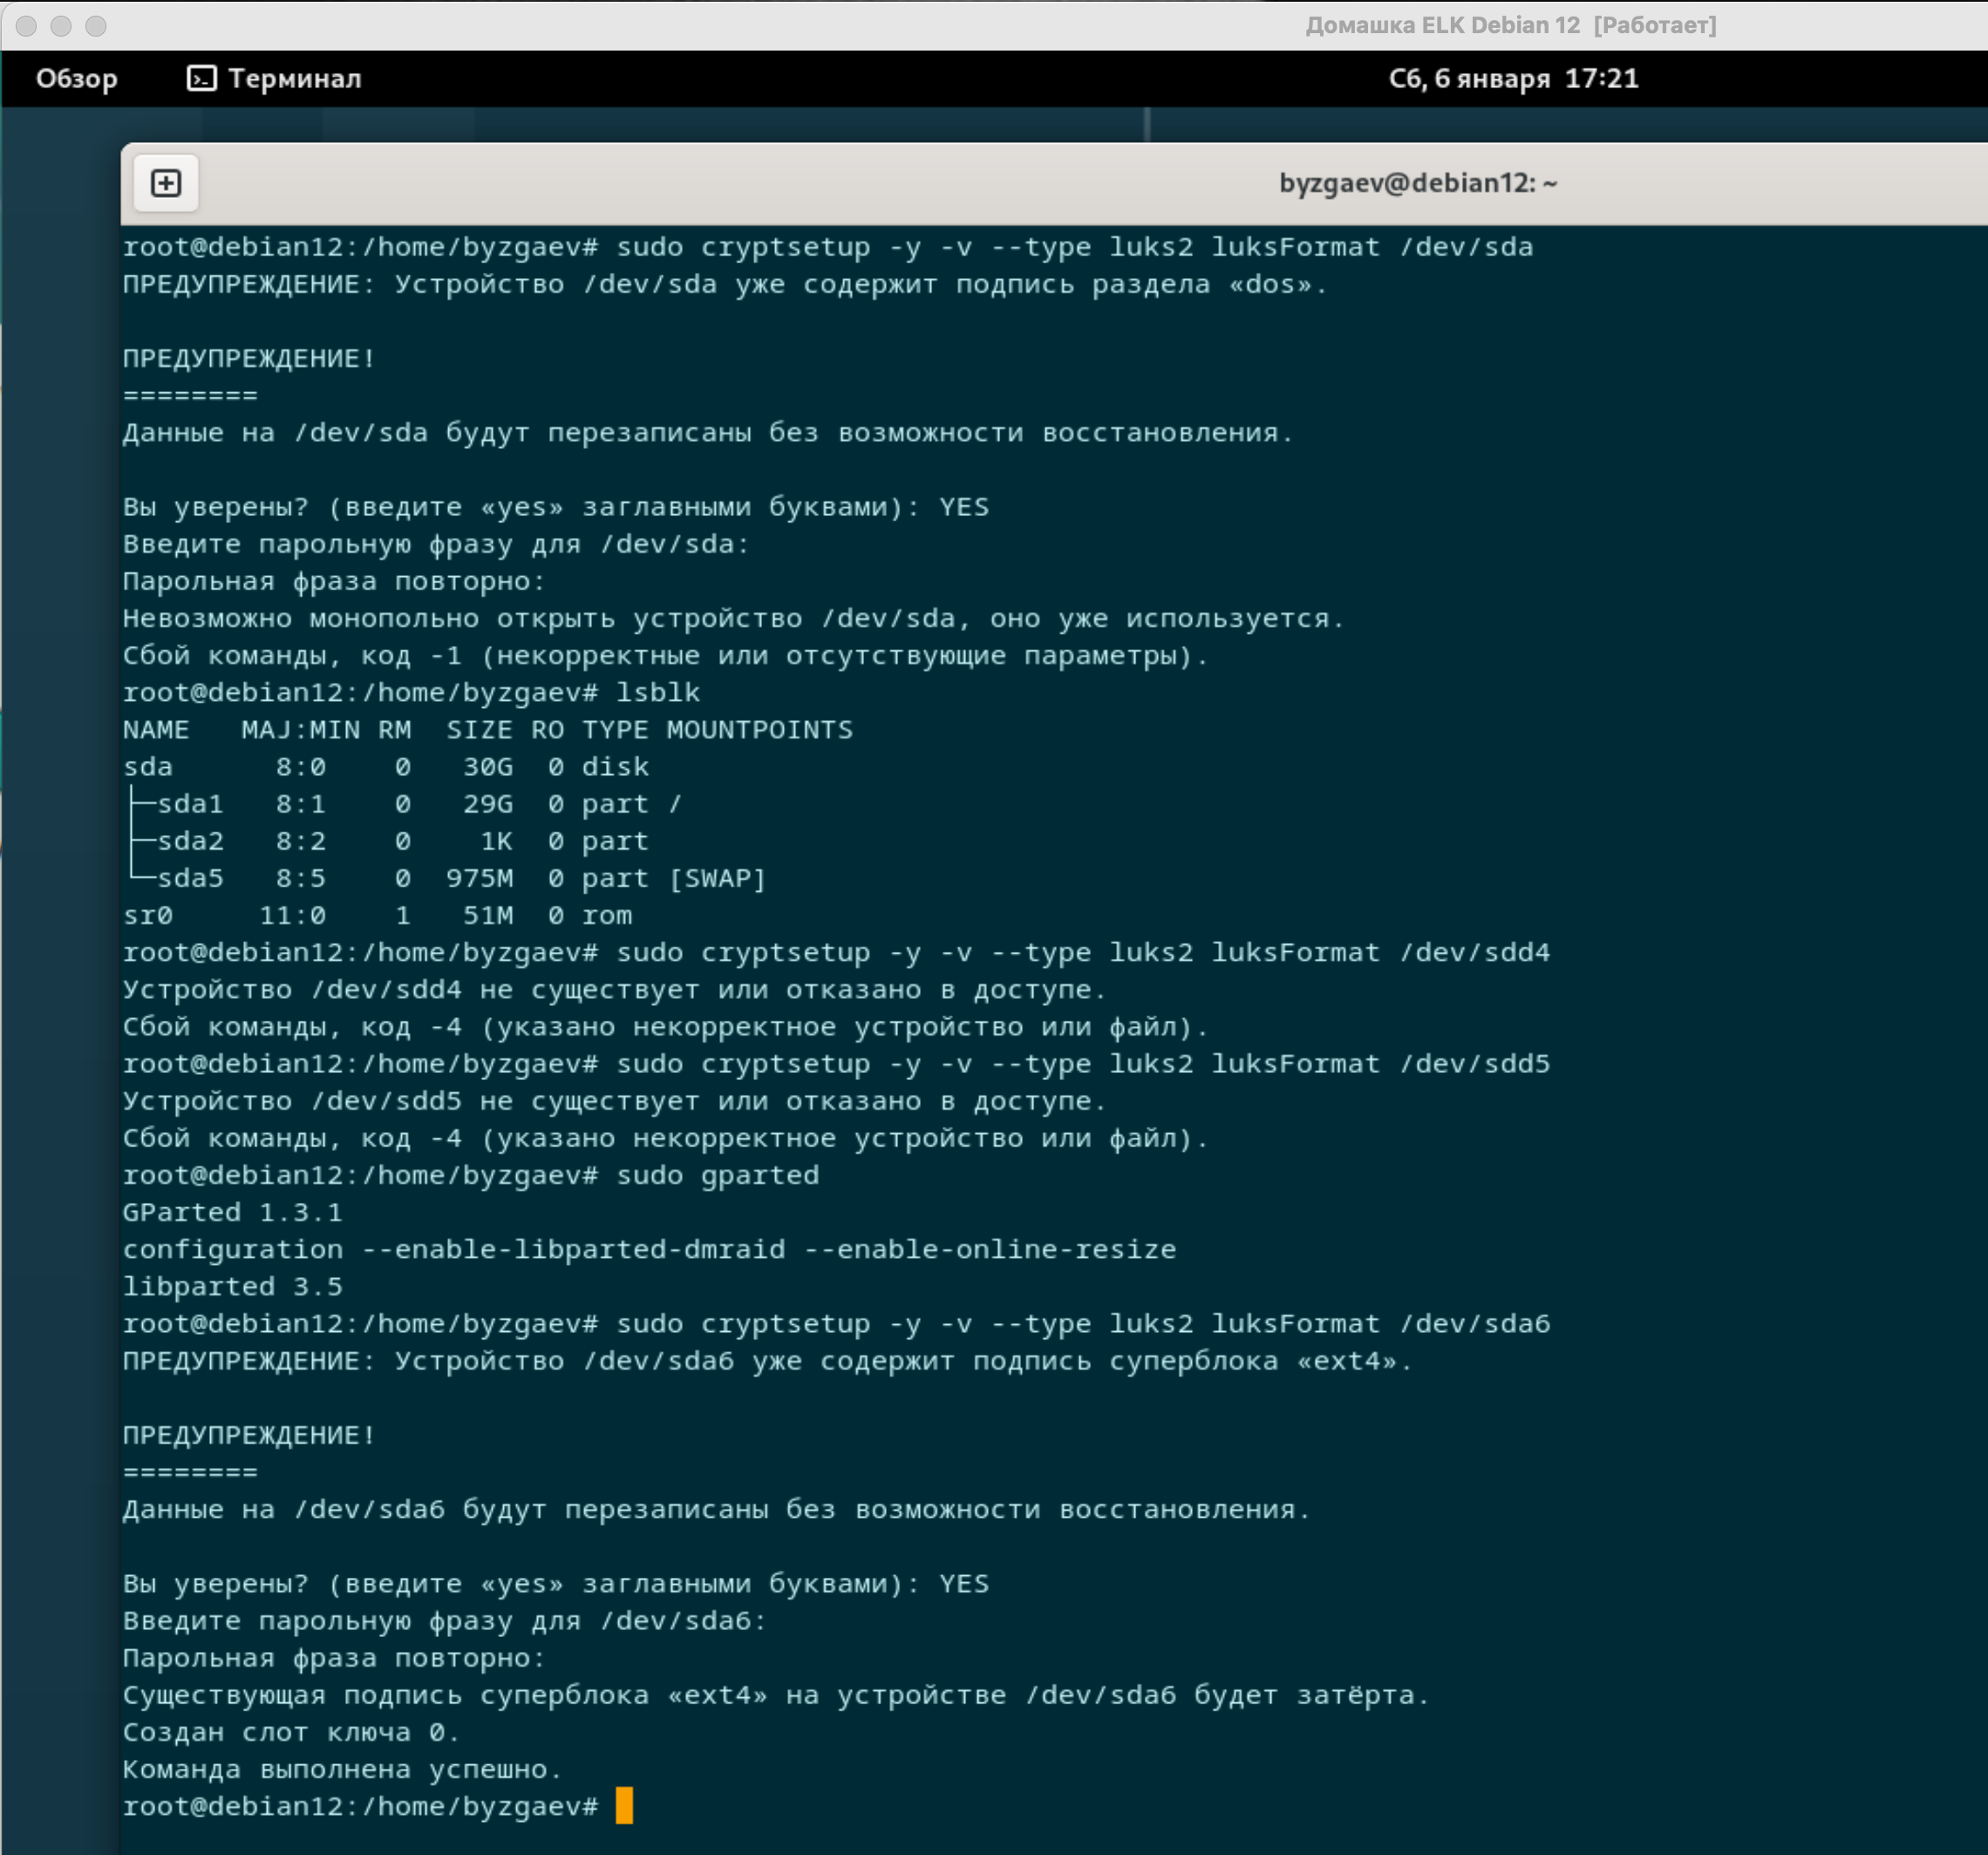 Домашка ELK Debian 12 [Работает]
Обзор Терминал Сб, 6 января 17:21
byzgaev@debian12: ~
root@debian12:/home/byzgaev# sudo cryptsetup -y -v --type luks2 luksFormat /dev/sda
ПРЕДУПРЕЖДЕНИЕ: Устройство /dev/sda уже содержит подпись раздела «dos».

ПРЕДУПРЕЖДЕНИЕ!
========
Данные на /dev/sda будут перезаписаны без возможности восстановления.

Вы уверены? (введите «yes» заглавными буквами): YES
Введите парольную фразу для /dev/sda:
Парольная фраза повторно:
Невозможно монопольно открыть устройство /dev/sda, оно уже используется.
Сбой команды, код -1 (некорректные или отсутствующие параметры).
root@debian12:/home/byzgaev# lsblk
NAME   MAJ:MIN RM   SIZE RO TYPE MOUNTPOINTS
sda      8:0    0   30G  0 disk
├─sda1   8:1    0   29G  0 part /
├─sda2   8:2    0    1K  0 part
└─sda5   8:5    0  975M  0 part [SWAP]
sr0     11:0    1   51M  0 rom
root@debian12:/home/byzgaev# sudo cryptsetup -y -v --type luks2 luksFormat /dev/sdd4
Устройство /dev/sdd4 не существует или отказано в доступе.
Сбой команды, код -4 (указано некорректное устройство или файл).
root@debian12:/home/byzgaev# sudo cryptsetup -y -v --type luks2 luksFormat /dev/sdd5
Устройство /dev/sdd5 не существует или отказано в доступе.
Сбой команды, код -4 (указано некорректное устройство или файл).
root@debian12:/home/byzgaev# sudo gparted
GParted 1.3.1
configuration --enable-libparted-dmraid --enable-online-resize
libparted 3.5
root@debian12:/home/byzgaev# sudo cryptsetup -y -v --type luks2 luksFormat /dev/sda6
ПРЕДУПРЕЖДЕНИЕ: Устройство /dev/sda6 уже содержит подпись суперблока «ext4».

ПРЕДУПРЕЖДЕНИЕ!
========
Данные на /dev/sda6 будут перезаписаны без возможности восстановления.

Вы уверены? (введите «yes» заглавными буквами): YES
Введите парольную фразу для /dev/sda6:
Парольная фраза повторно:
Существующая подпись суперблока «ext4» на устройстве /dev/sda6 будет затёрта.
Создан слот ключа 0.
Команда выполнена успешно.
root@debian12:/home/byzgaev#